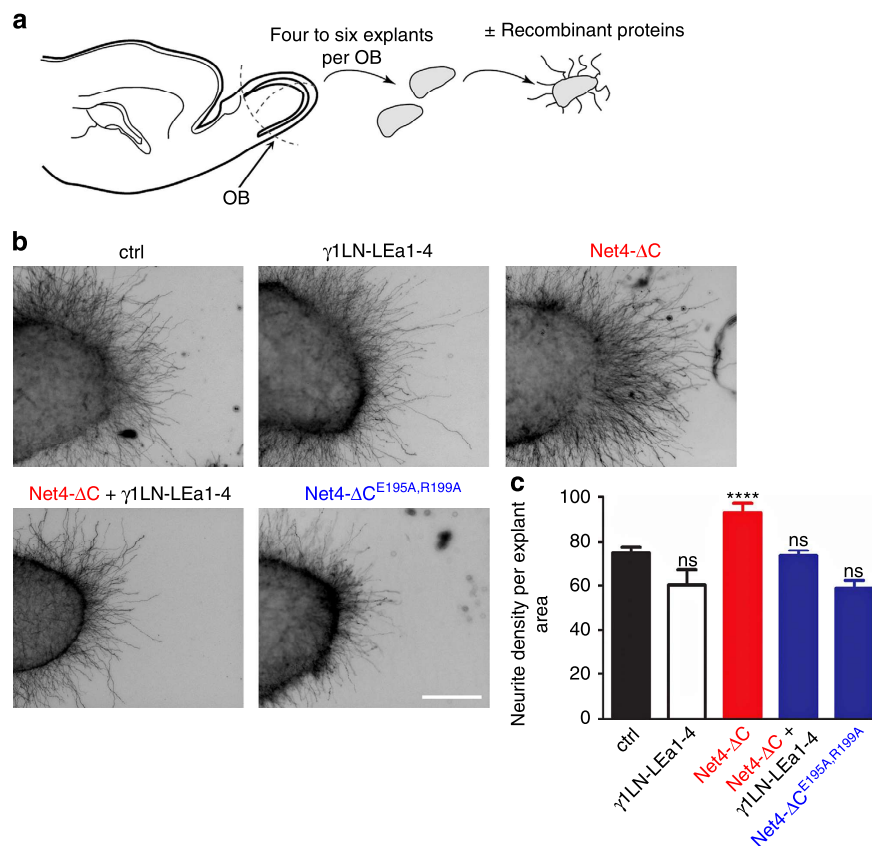 a
Four to six explants
per OB
± Recombinant proteins
OB
b
ctrl
γ1LN-LEa1-4
Net4-ΔC
Net4-ΔC + γ1LN-LEa1-4
Net4-ΔC^E195A,R199A
c
Neurite density per explant
area
100
80
60
40
20
0
ns
****
ns
ns
ctrl
γ1LN-LEa1-4
Net4-ΔC
Net4-ΔC +
γ1LN-LEa1-4
Net4-ΔC^E195A,R199A